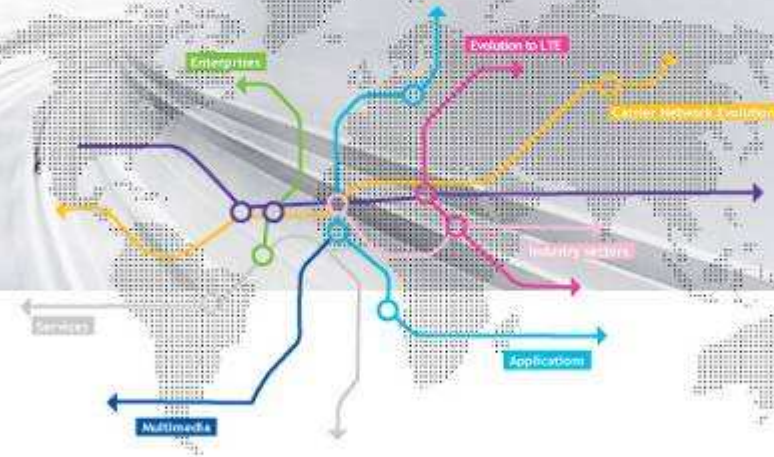 Evolution to LTE
Enterprises
Carrier Network Evolution
Industry sectors
Services
Applications
Multimedia